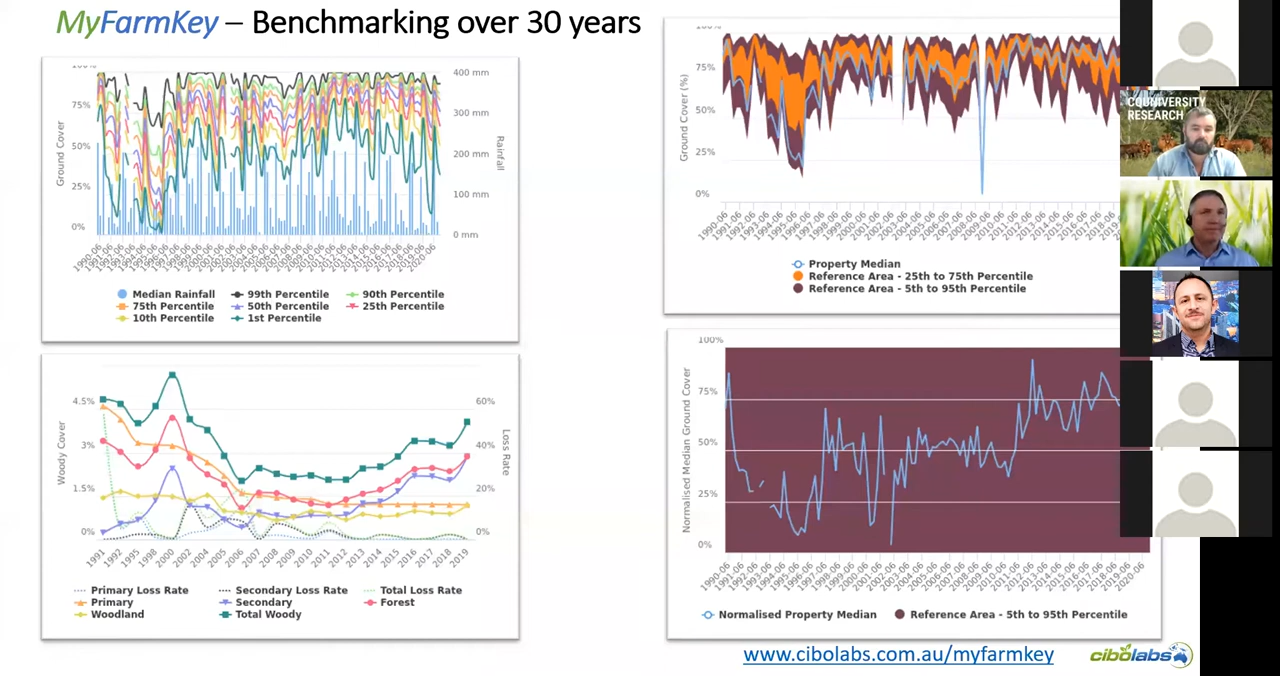 MyFarmKey – Benchmarking over 30 years
100%
75%
50%
25%
0%
Ground Cover
400 mm
300 mm
200 mm
100 mm
0 mm
Rainfall
Median Rainfall
99th Percentile
90th Percentile
75th Percentile
50th Percentile
25th Percentile
10th Percentile
1st Percentile
100%
75%
50%
25%
0%
Ground Cover (%)
Property Median
Reference Area - 25th to 75th Percentile
Reference Area - 5th to 95th Percentile
CQUNIVERSITY
RESEARCH
4.5%
3%
1.5%
0%
Woody Cover
60%
40%
20%
0%
Loss Rate
1991
1992
1995
1998
2000
2002
2004
2005
2006
2007
2008
2009
2010
2011
2012
2013
2014
2015
2016
2017
2018
2019
Primary Loss Rate
Secondary Loss Rate
Total Loss Rate
Primary
Secondary
Forest
Woodland
Total Woody
100%
75%
50%
25%
0%
Normalised Median Ground Cover
Normalised Property Median
Reference Area - 5th to 95th Percentile
www.cibolabs.com.au/myfarmkey
cibolabs